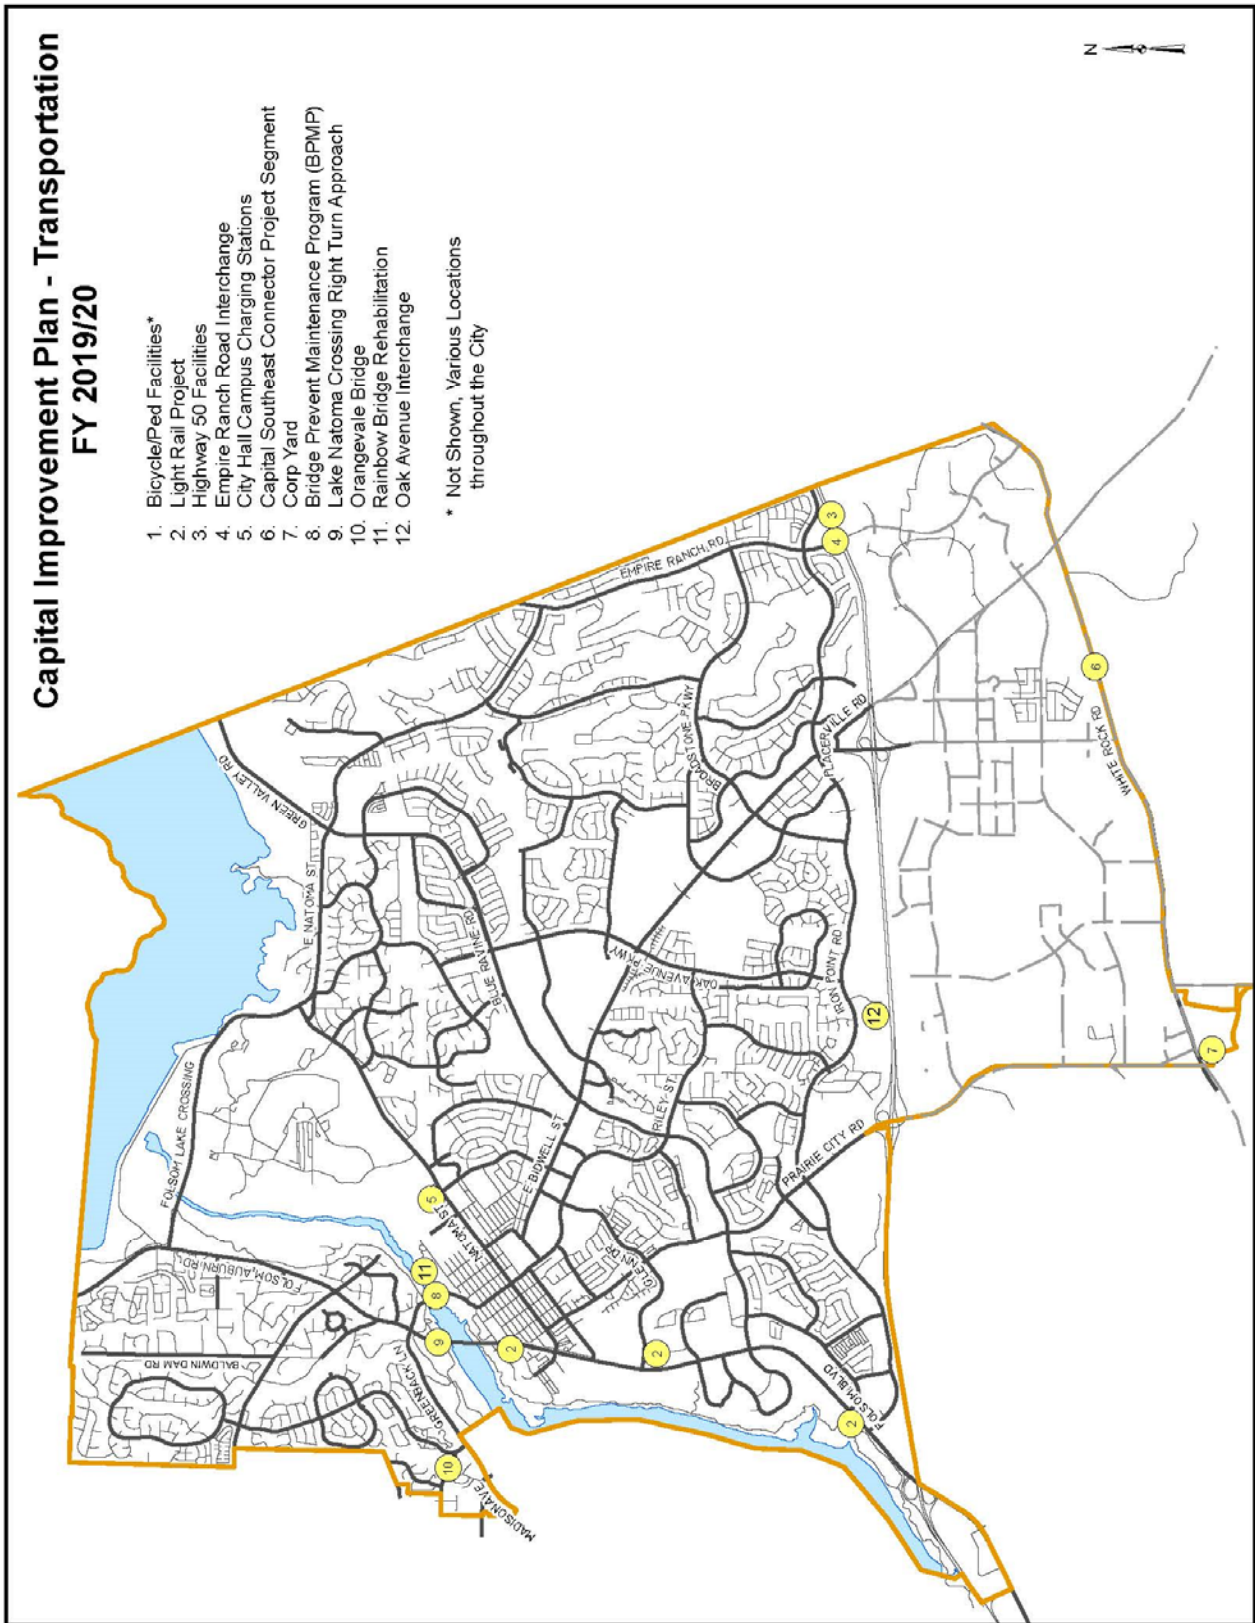 Capital Improvement Plan - Transportation
FY 2019/20
1. Bicycle/Ped Facilities*
2. Light Rail Project
3. Highway 50 Facilities
4. Empire Ranch Road Interchange
5. City Hall Campus Charging Stations
6. Capital Southeast Connector Project Segment
7. Corp Yard
8. Bridge Prevent Maintenance Program (BPMP)
9. Lake Natoma Crossing Right Turn Approach
10. Orangevale Bridge
11. Rainbow Bridge Rehabilitation
12. Oak Avenue Interchange
* Not Shown, Various Locations
throughout the City
N
GREEN VALLEY RD
E NATOMA ST
FOLSOM LAKE CROSSING
FOLSOM AUBURN RD
BALDWIN DAM RD
GREENBACK LN
MADISON AVE
NATOMA ST
E BIDWELL ST
BLUE RAVINE RD
OAK AVENUE PKWY
RILEY ST
GLENN DR
FOLSOM BLVD
PRAIRIE CITY RD
IRON POINT RD
BROADSTONE PKWY
PLACERVILLE RD
EMPIRE RANCH RD
WHITE ROCK RD
3
4
6
12
7
5
11
8
9
2
2
2
10